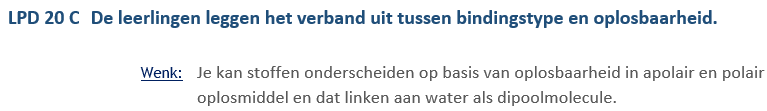 LPD 20 C De leerlingen leggen het verband uit tussen bindingstype en oplosbaarheid.
Wenk: Je kan stoffen onderscheiden op basis van oplosbaarheid in apolair en polair
oplosmiddel en dat linken aan water als dipoolmolecule.